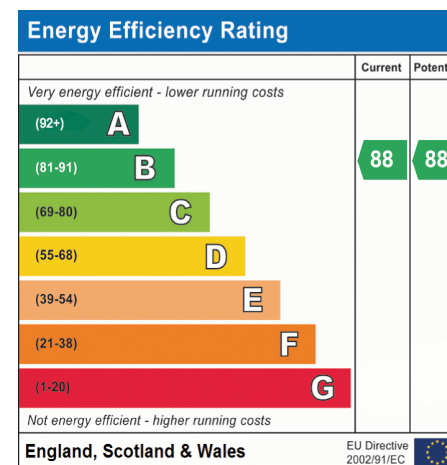 Energy Efficiency Rating
Current Potent
Very energy efficient - lower running costs
(92+) A
(81-91) B
88 88
(69-80) C
(55-68) D
(39-54) E
(21-38) F
(1-20) G
Not energy efficient - higher running costs
England, Scotland & Wales
EU Directive
2002/91/EC